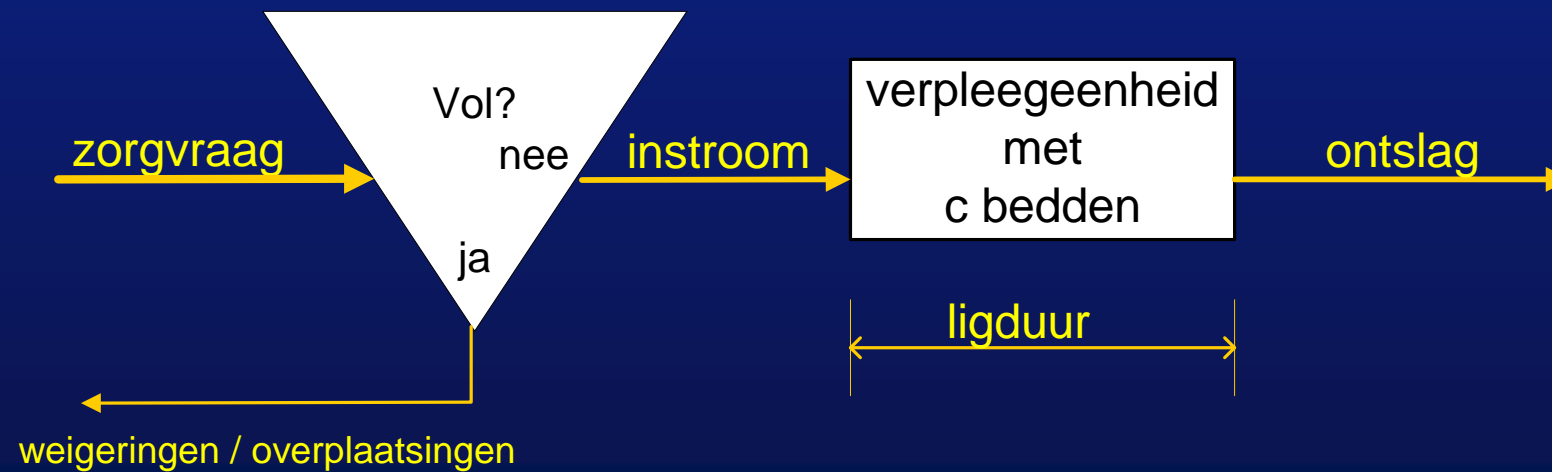 Vol?
zorgvraag
nee
instroom
verpleegeenheid
met
c bedden
ontslag
ja
ligduur
weigeringen / overplaatsingen